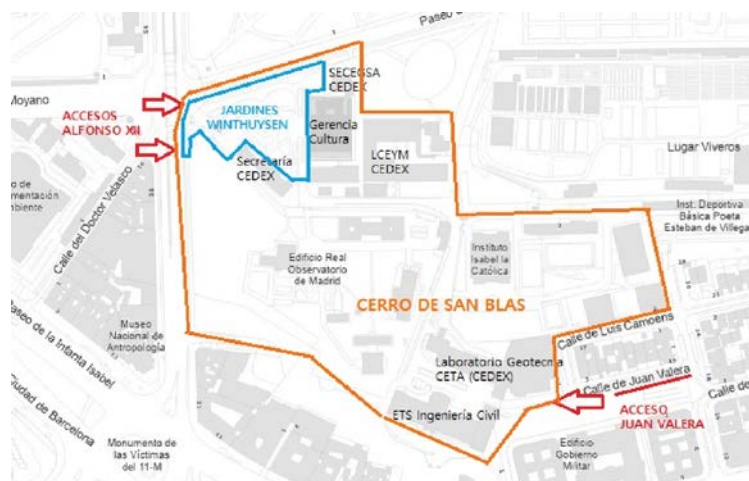 Paseo d
Moyano
ACCESOS
ALFONSO XII
SECEGSA
CEDEX
JARDINES
WINTHUYSEN
Gerencia
Cultura
LCEYM
CEDEX
Secretaría
CEDEX
Lugar Viveros
Calle del Doctor Velasco
Inst. Deportiva
Básica Poeta
Esteban de Villega
Instituto
Isabel la
Católica
Edificio Real
Observatorio
de Madrid
CERRO DE SAN BLAS
Museo
Nacional de
Antropología
Paseo de la Infanta Isabel
Calle de Luis Camoens
Laboratorio Geotecnia
CETA (CEDEX)
Calle de Juan Valera
ETS Ingeniería Civil
ACCESO
JUAN VALERA
Ciudad de Barcelona
Monumento de
las Víctimas
del 11-M
Edificio
Gobierno
Militar